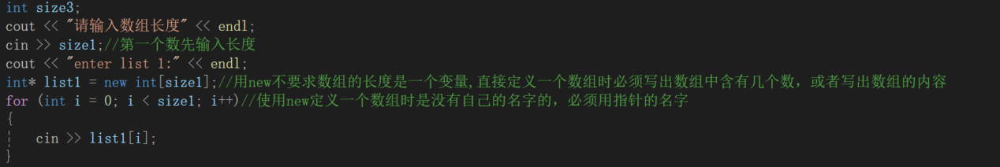 int size3;
cout << "请输入数组长度" << endl;
cin >> size1;//第一个数先输入长度
cout << "enter list 1:" << endl;
int* list1 = new int[size1];//用new不要求数组的长度是一个变量,直接定义一个数组时必须写出数组中含有几个数，或者写出数组的内容
for (int i = 0; i < size1; i++)//使用new定义一个数组时是没有自己的名字的，必须用指针的名字
{
cin >> list1[i];
}